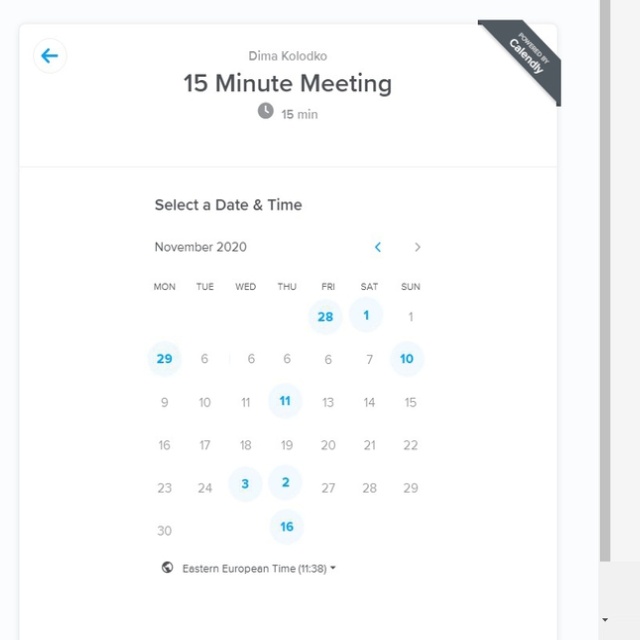 Dima Kolodko
POWERED BY
Calendly
15 Minute Meeting
15 min
Select a Date & Time
November 2020
MON TUE WED THU FRI SAT SUN
28 1 1
29 6 6 6 6 7 10
9 10 11 11 13 14 15
16 17 18 19 20 21 22
23 24 3 2 27 28 29
30 16
Eastern European Time (11:38)